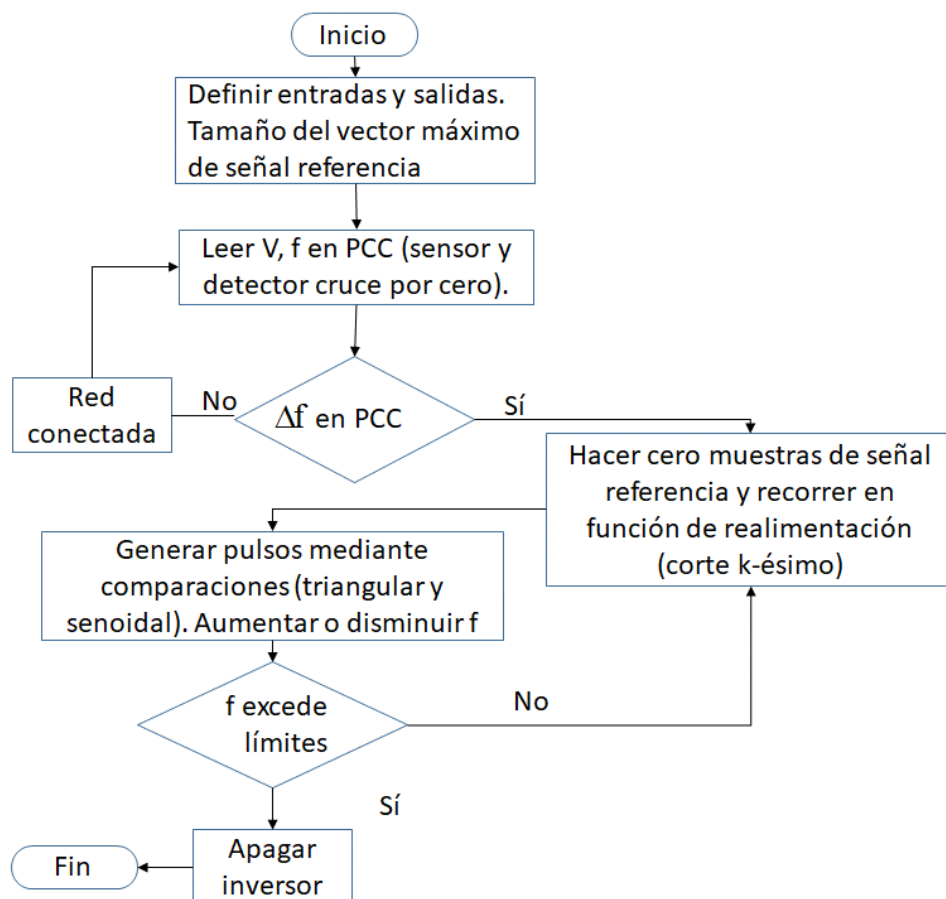 Inicio
Definir entradas y salidas.
Tamaño del vector máximo
de señal referencia
Leer V, f en PCC (sensor y
detector cruce por cero).
Δf en PCC
No
Sí
Red
conectada
Hacer cero muestras de señal
referencia y recorrer en
función de realimentación
(corte k-ésimo)
Generar pulsos mediante
comparaciones (triangular y
senoidal). Aumentar o disminuir f
f excede
límites
No
Sí
Apagar
inversor
Fin